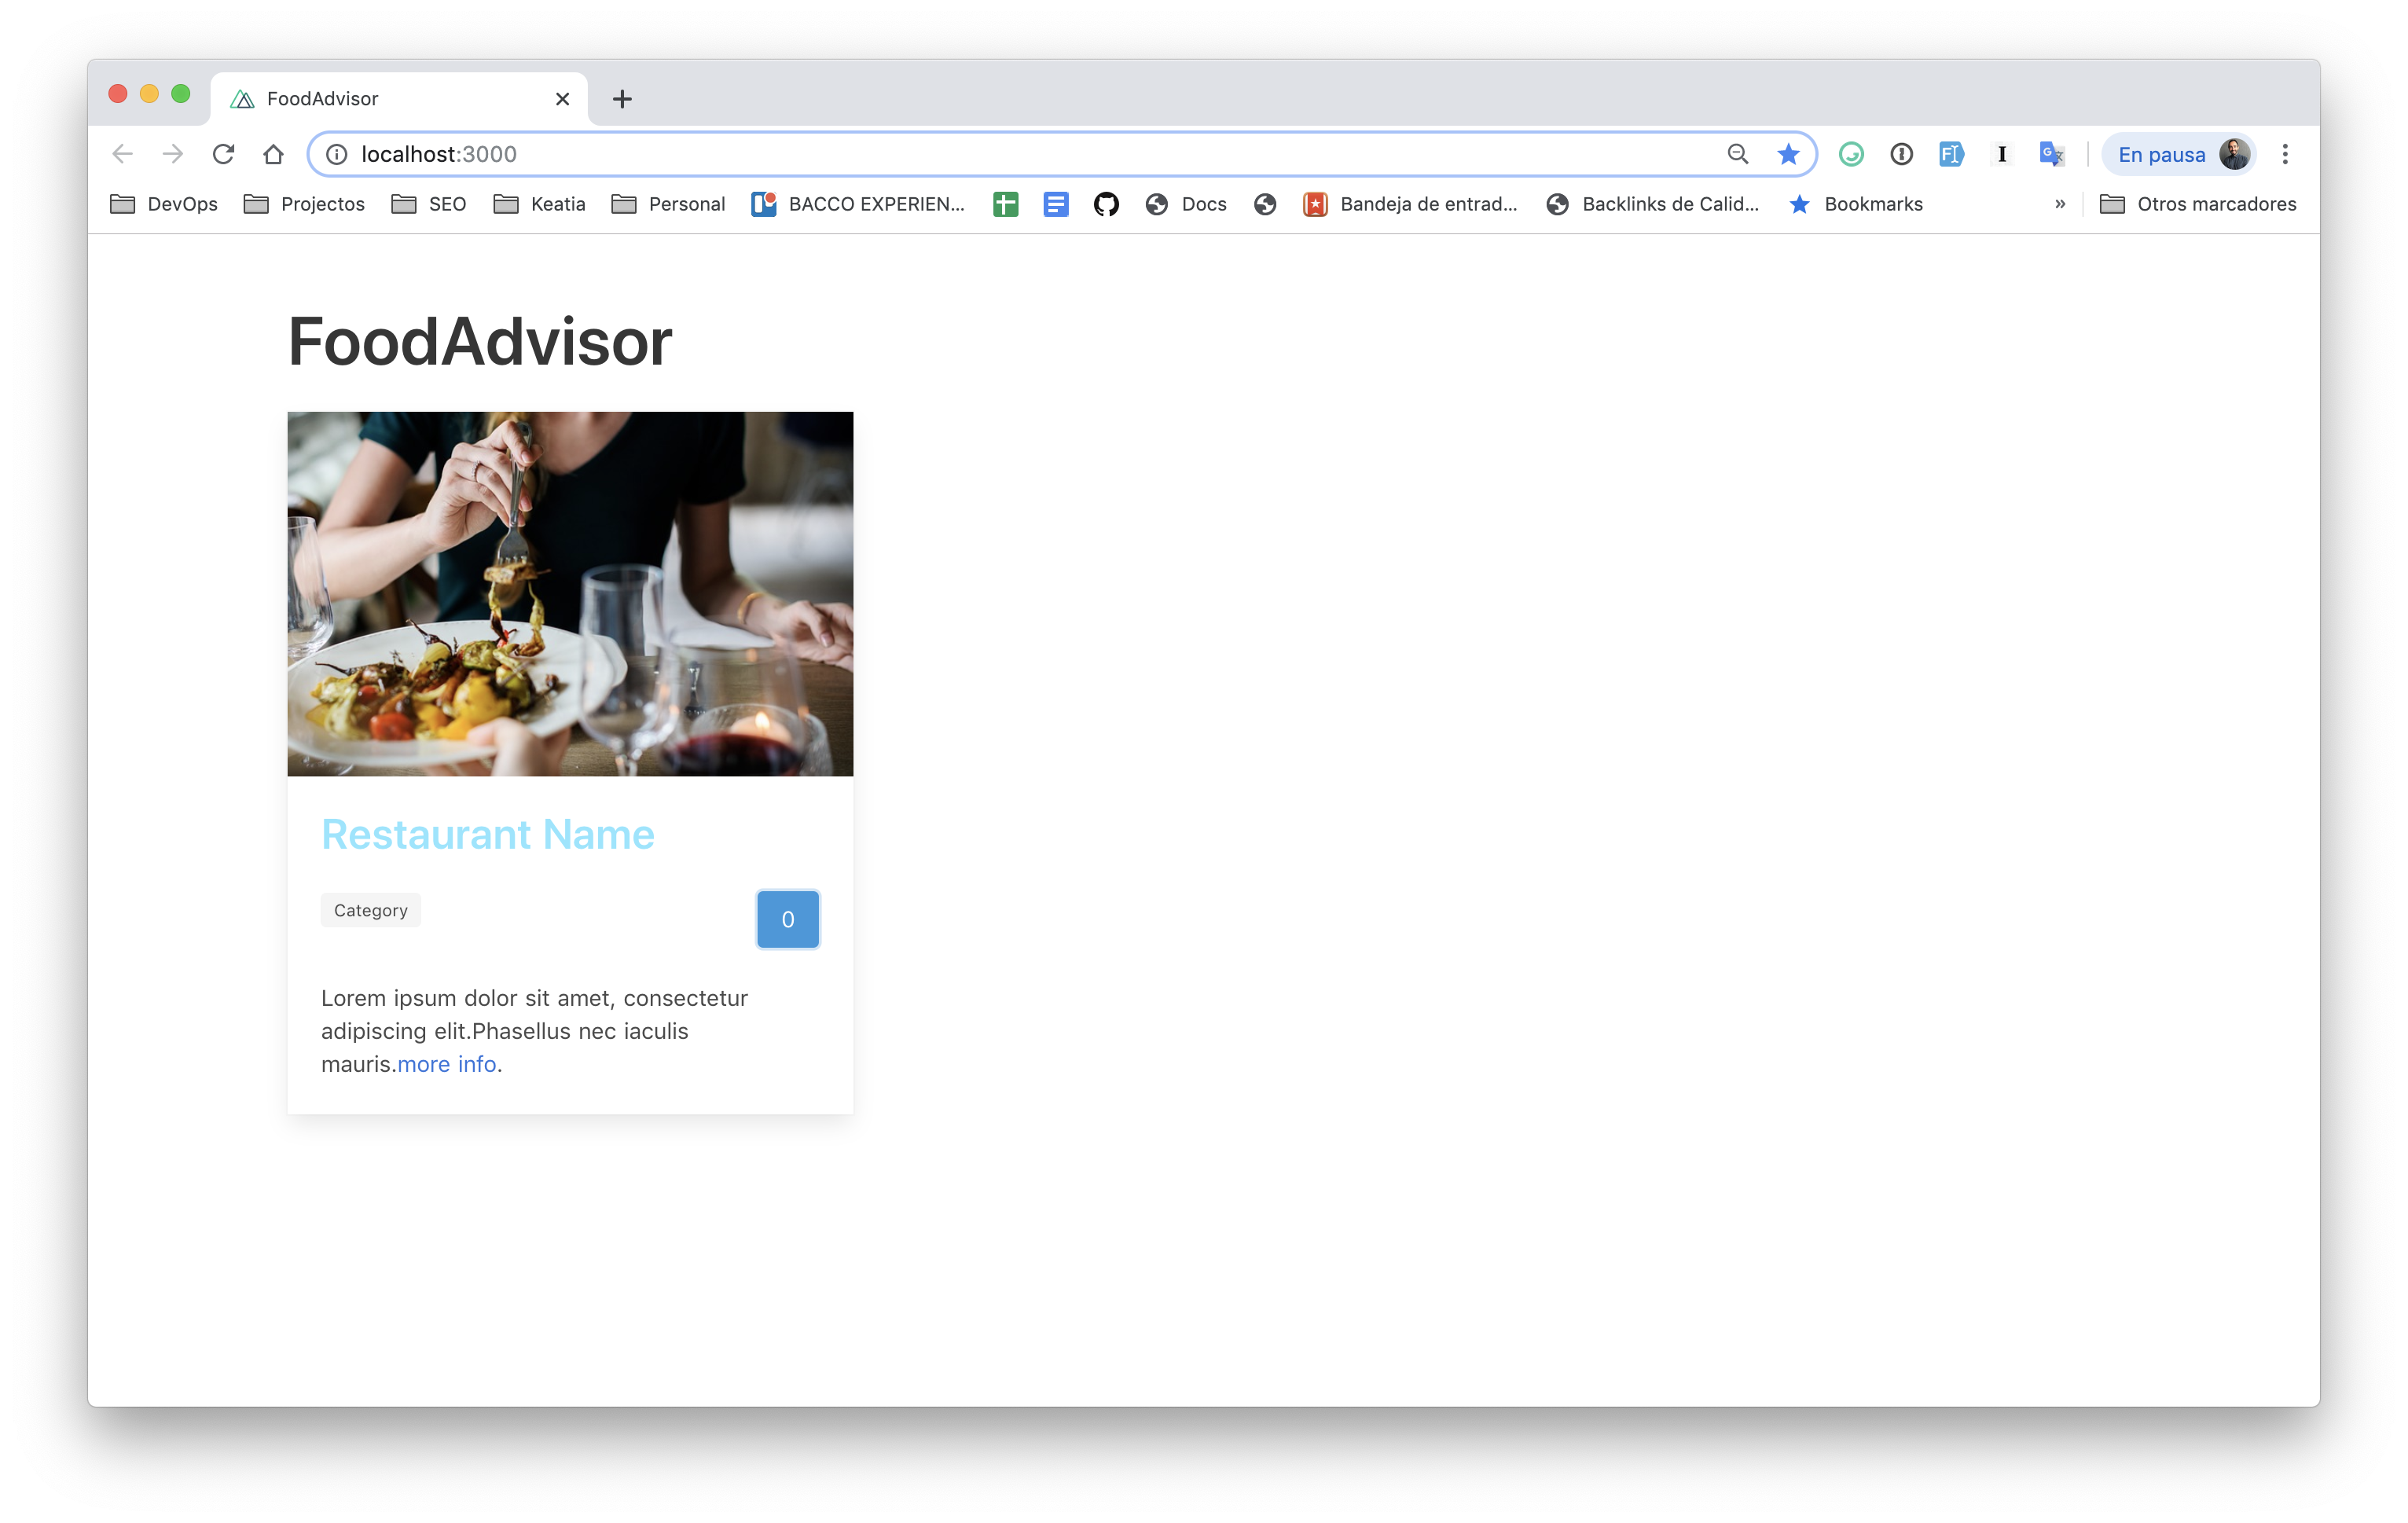 FoodAdvisor
localhost:3000
En pausa
DevOps Projectos SEO Keatia Personal BACCO EXPERIEN... Docs Bandeja de entrad... Backlinks de Calid... Bookmarks » Otros marcadores
FoodAdvisor
Restaurant Name
Category
0
Lorem ipsum dolor sit amet, consectetur
adipiscing elit.Phasellus nec iaculis
mauris.more info.